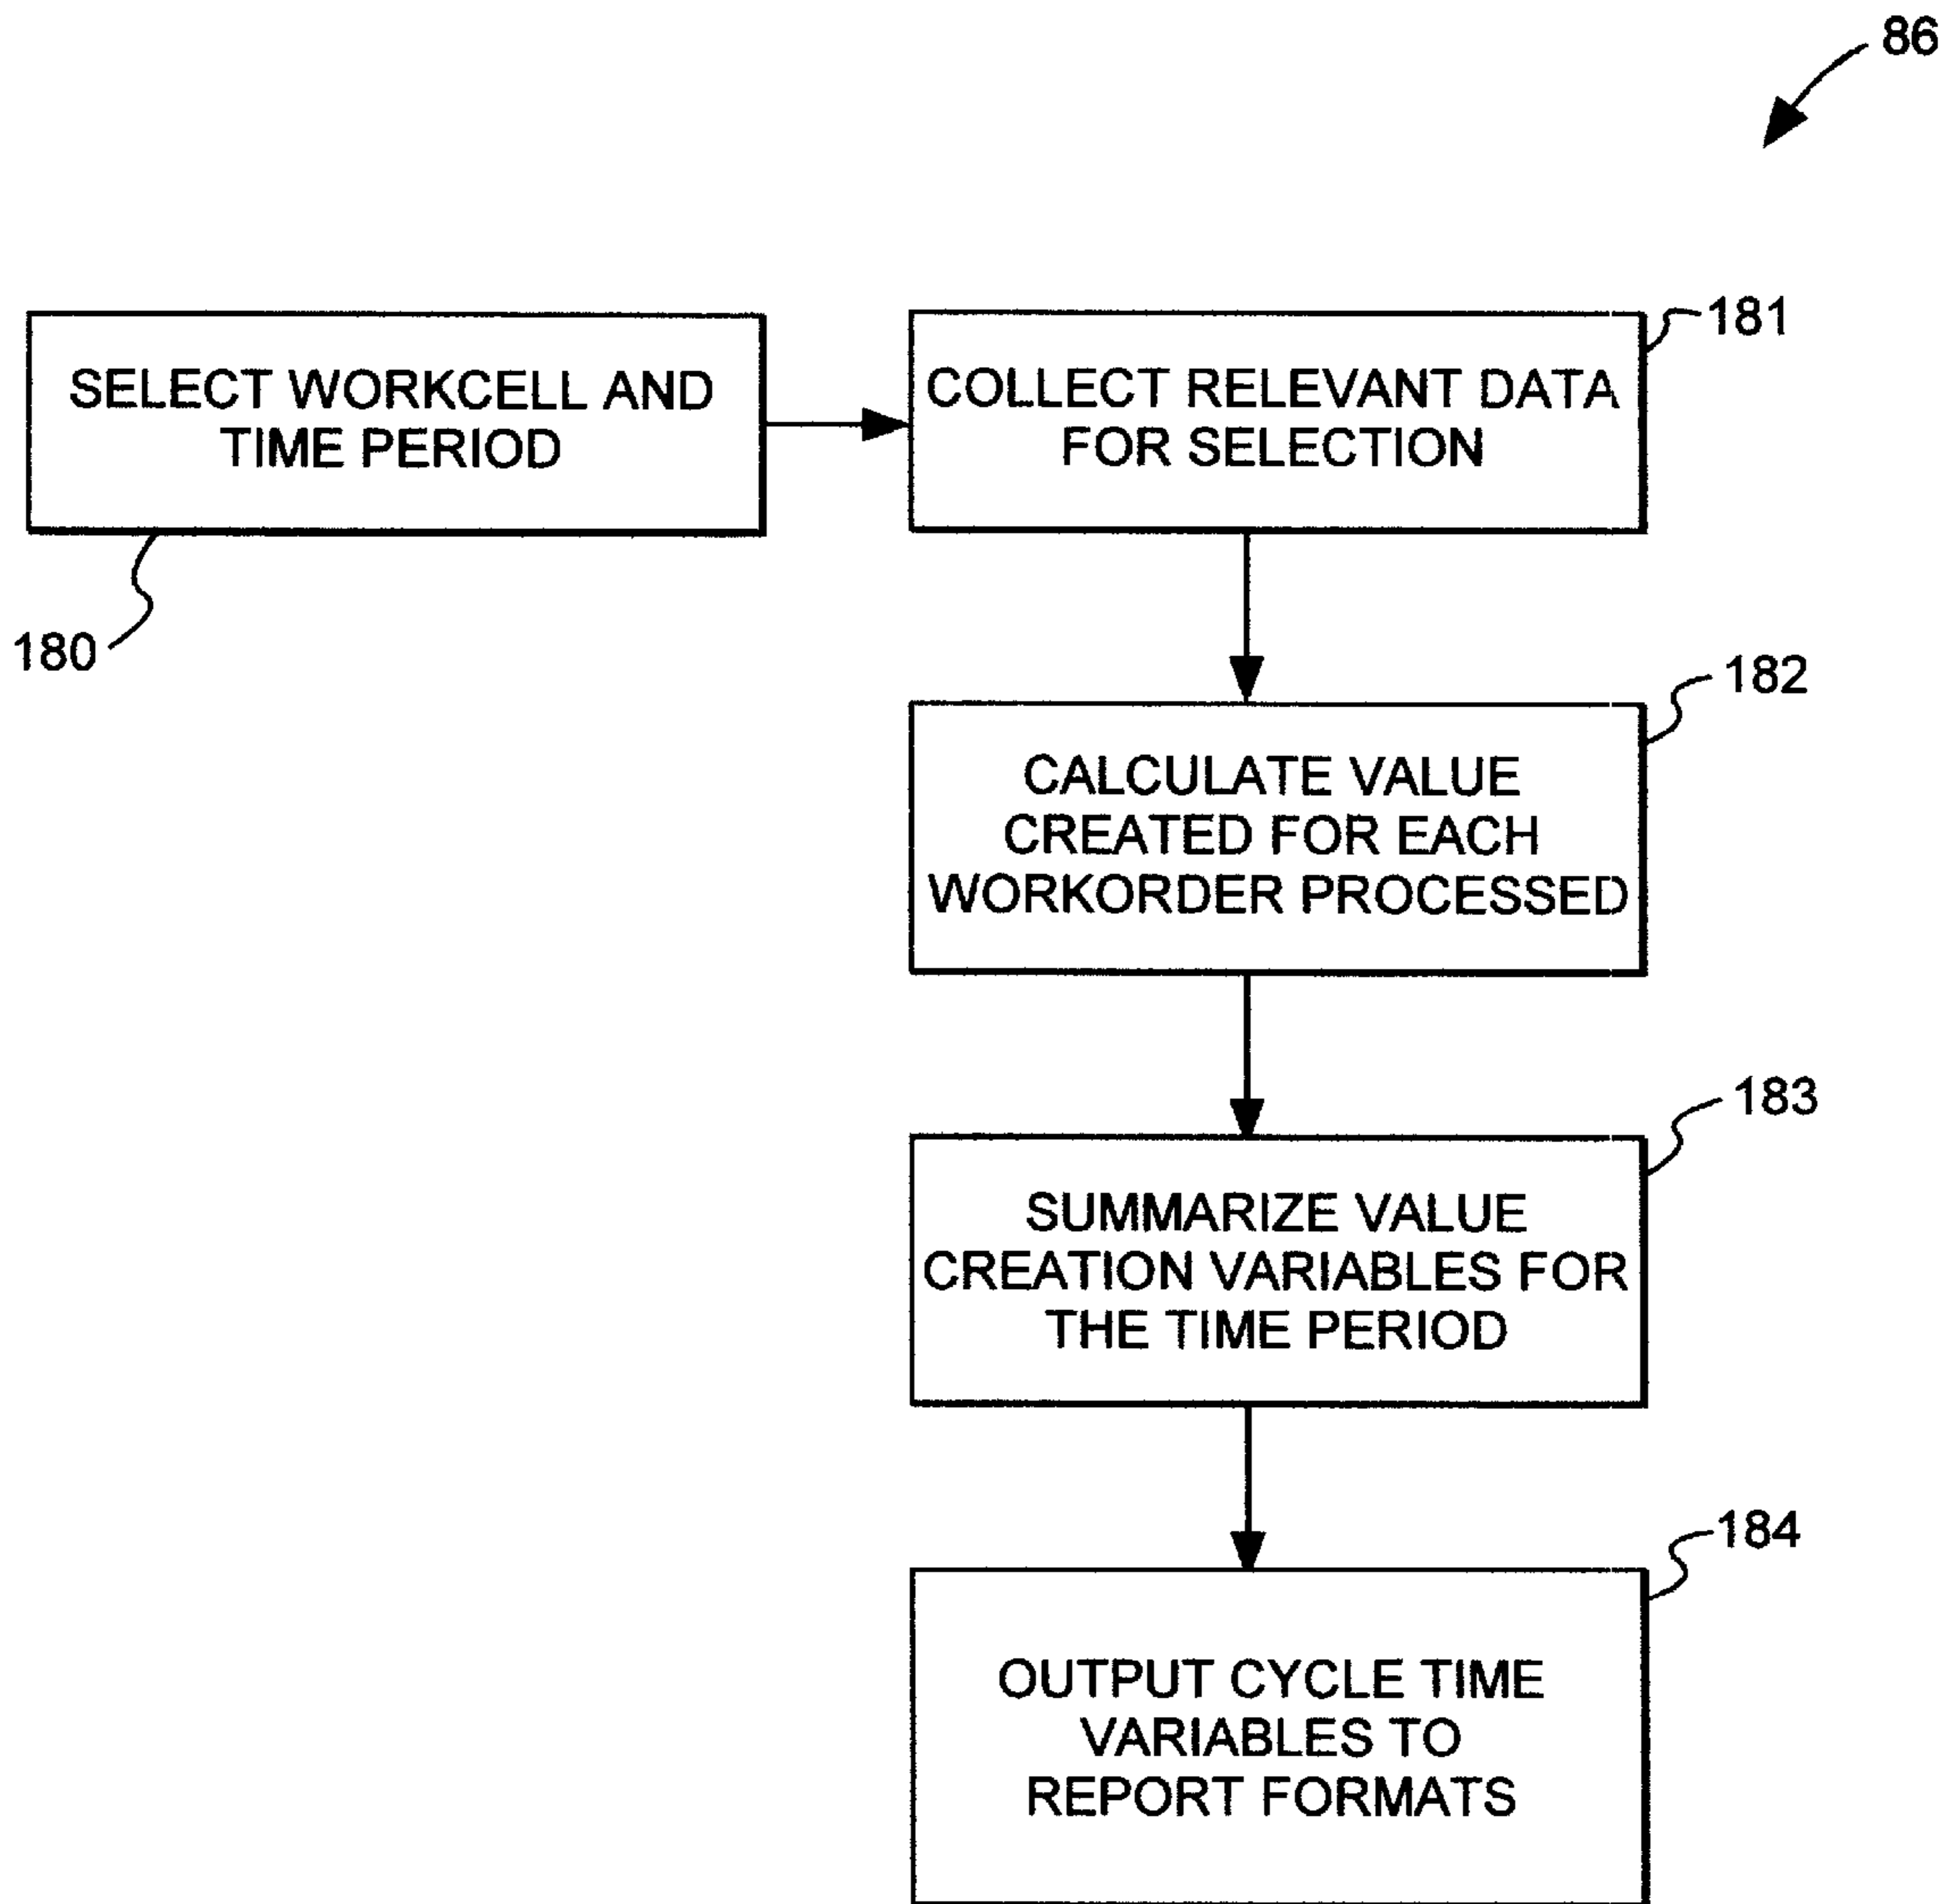 86
SELECT WORKCELL AND
TIME PERIOD
180
COLLECT RELEVANT DATA
FOR SELECTION
181
CALCULATE VALUE
CREATED FOR EACH
WORKORDER PROCESSED
182
SUMMARIZE VALUE
CREATION VARIABLES FOR
THE TIME PERIOD
183
OUTPUT CYCLE TIME
VARIABLES TO
REPORT FORMATS
184